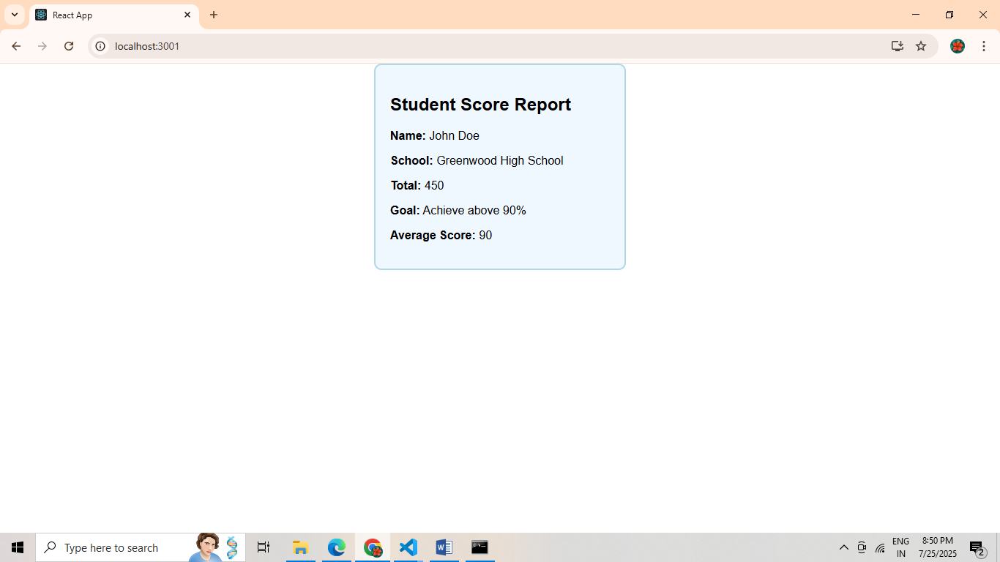 React App
localhost:3001
Student Score Report
Name: John Doe
School: Greenwood High School
Total: 450
Goal: Achieve above 90%
Average Score: 90
Type here to search
ENG
IN
8:50 PM
7/25/2025
2